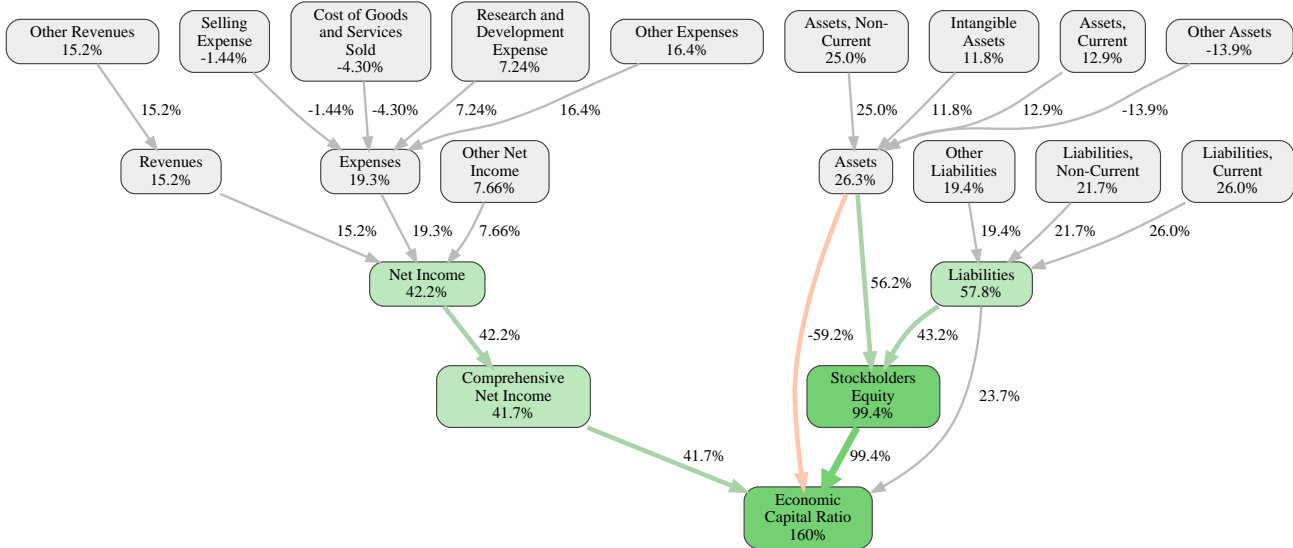 Other Revenues
15.2%
Selling
Expense
-1.44%
Cost of Goods
and Services
Sold
-4.30%
Research and
Development
Expense
7.24%
Other Expenses
16.4%
Assets, Non-
Current
25.0%
Intangible
Assets
11.8%
Assets,
Current
12.9%
Other Assets
-13.9%
15.2%
-1.44%
-4.30%
7.24%
16.4%
25.0%
11.8%
12.9%
-13.9%
Revenues
15.2%
Expenses
19.3%
Other Net
Income
7.66%
Assets
26.3%
Other
Liabilities
19.4%
Liabilities,
Non-Current
21.7%
Liabilities,
Current
26.0%
15.2%
19.3%
7.66%
19.4%
21.7%
26.0%
Net Income
42.2%
56.2%
Liabilities
57.8%
42.2%
-59.2%
43.2%
Comprehensive
Net Income
41.7%
Stockholders
Equity
99.4%
23.7%
41.7%
99.4%
Economic
Capital Ratio
160%